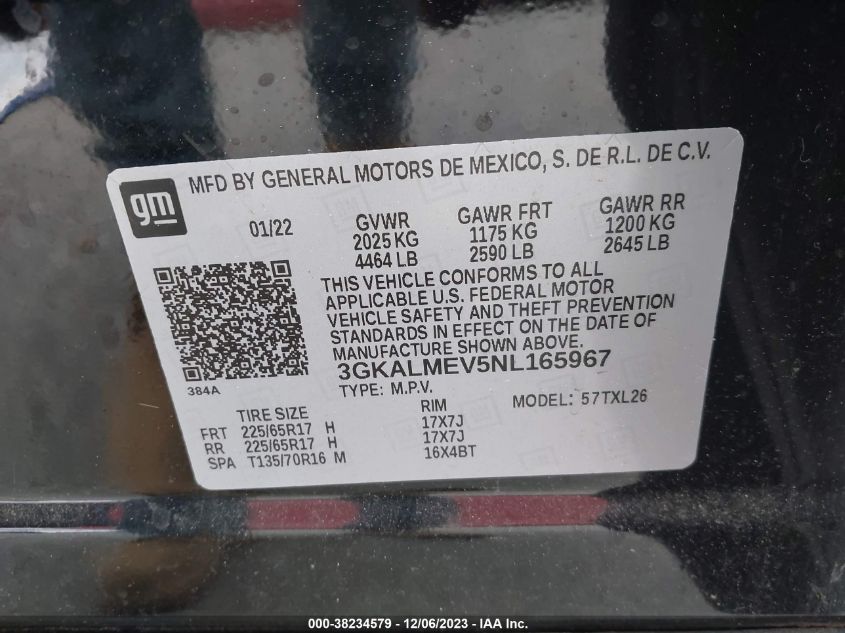 gm
MFD BY GENERAL MOTORS DE MEXICO, S. DE R.L. DE C.V.
01/22 GVWR GAWR FRT GAWR RR
2025 KG 1175 KG 1200 KG
4464 LB 2590 LB 2645 LB
THIS VEHICLE CONFORMS TO ALL
APPLICABLE U.S. FEDERAL MOTOR
VEHICLE SAFETY AND THEFT PREVENTION
STANDARDS IN EFFECT ON THE DATE OF
MANUFACTURE SHOWN ABOVE.
3GKALMEV5NL165967
384A
TYPE: M.P.V. MODEL: 57TXL26
TIRE SIZE RIM
FRT 225/65R17 H 17X7J
RR 225/65R17 H 17X7J
SPA T135/70R16 M 16X4BT
000-38234579 - 12/06/2023 - IAA Inc.